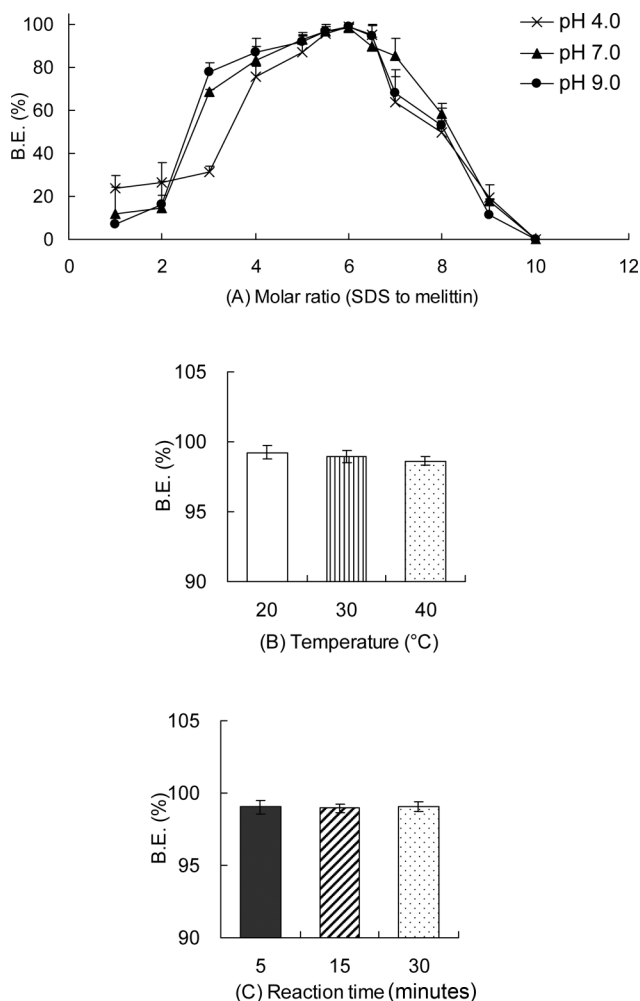 100
80
60
40
20
0
B.E. (%)
pH 4.0
pH 7.0
pH 9.0
0 2 4 6 8 10 12
(A) Molar ratio (SDS to melittin)
105
100
95
90
B.E. (%)
20 30 40
(B) Temperature (°C)
105
100
95
90
B.E. (%)
5 15 30
(C) Reaction time (minutes)